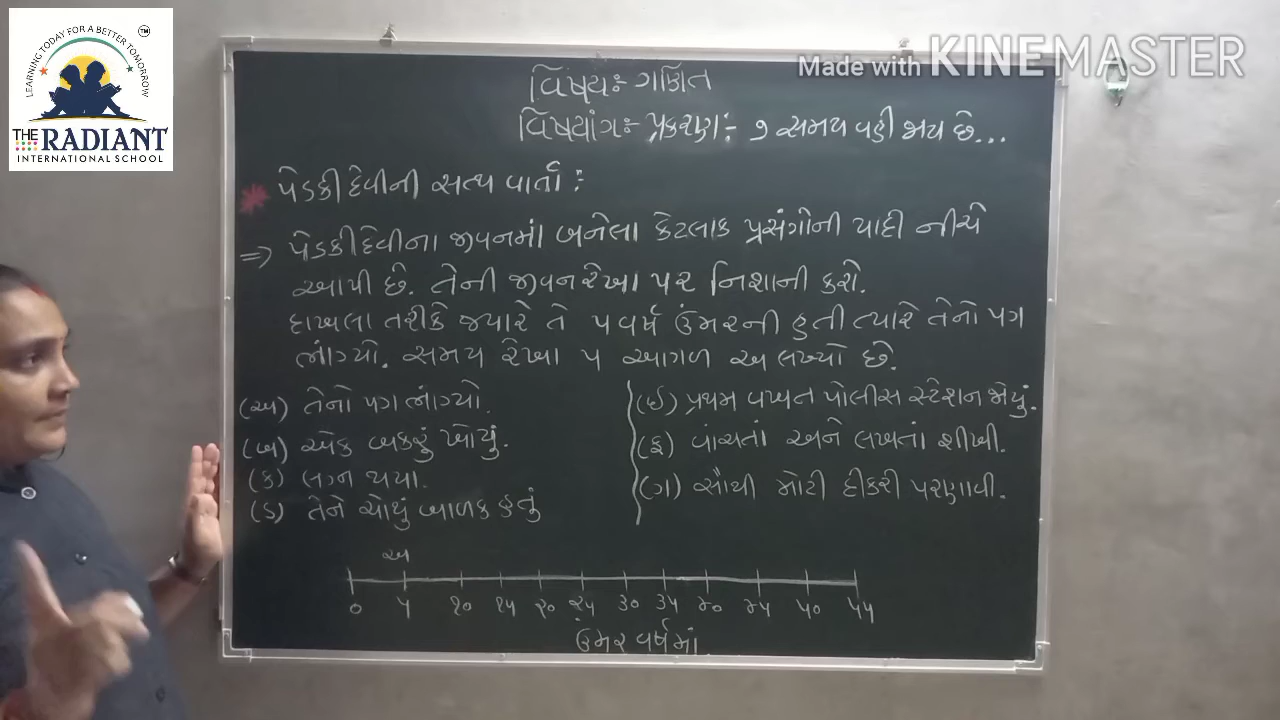 LEARNING TODAY FOR A BETTER TOMORROW
TM
THE RADIANT
INTERNATIONAL SCHOOL
Made with KINEMASTER
વિષયઃ- ગણિત
વિષયાંગઃ- પ્રકરણઃ- ૭ સમય વહી જાય છે...
* પેડકીદેવીની સત્ય વાર્તા :-
⇒ પેડકીદેવીના જીવનમાં બનેલા કેટલાક પ્રસંગોની યાદી નીચે
આપી છે. તેની જીવનરેખા પર નિશાની કરો.
દાખલા તરીકે જ્યારે તે ૫ વર્ષ ઉંમરની હતી ત્યારે તેનો પગ
ભાંગ્યો. સમય રેખા ૫ આગળ અ લખ્યો છે.
(અ) તેનો પગ ભાંગ્યો.
(બ) એક બકરું ખોયું.
(ક) લગ્ન થયા.
(ડ) તેને ચોથું બાળક હતું
(ઈ) પ્રથમ વખત પોલીસ સ્ટેશન જોયું.
(ફ) વાંચતાં અને લખતાં શીખી.
(ગ) સૌથી મોટી દીકરી પરણાવી.
અ
૦ ૫ ૧૦ ૧૫ ૨૦ ૨૫ ૩૦ ૩૫ ૪૦ ૪૫ ૫૦ ૫૫
ઉંમર વર્ષમાં